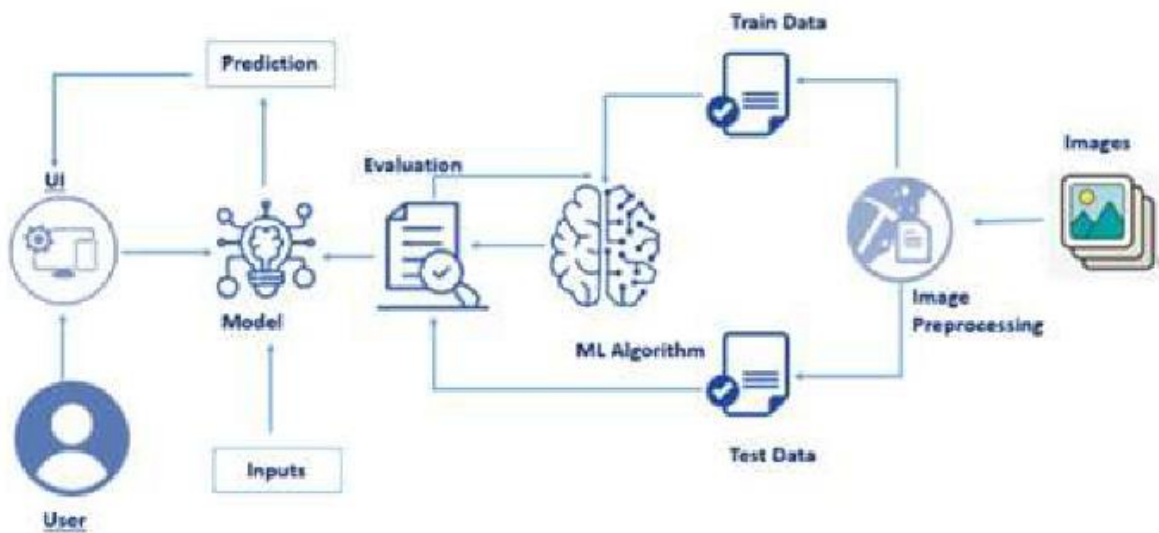 Train Data
Prediction
Images
Evaluation
UI
Image
Preprocessing
Model
ML Algorithm
Test Data
Inputs
User